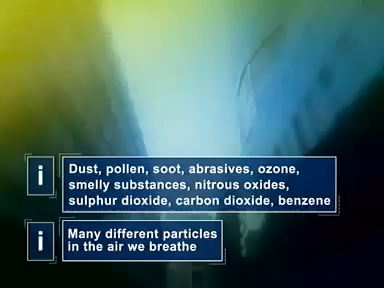 i
Dust, pollen, soot, abrasives, ozone,
smelly substances, nitrous oxides,
sulphur dioxide, carbon dioxide, benzene
i
Many different particles
in the air we breathe